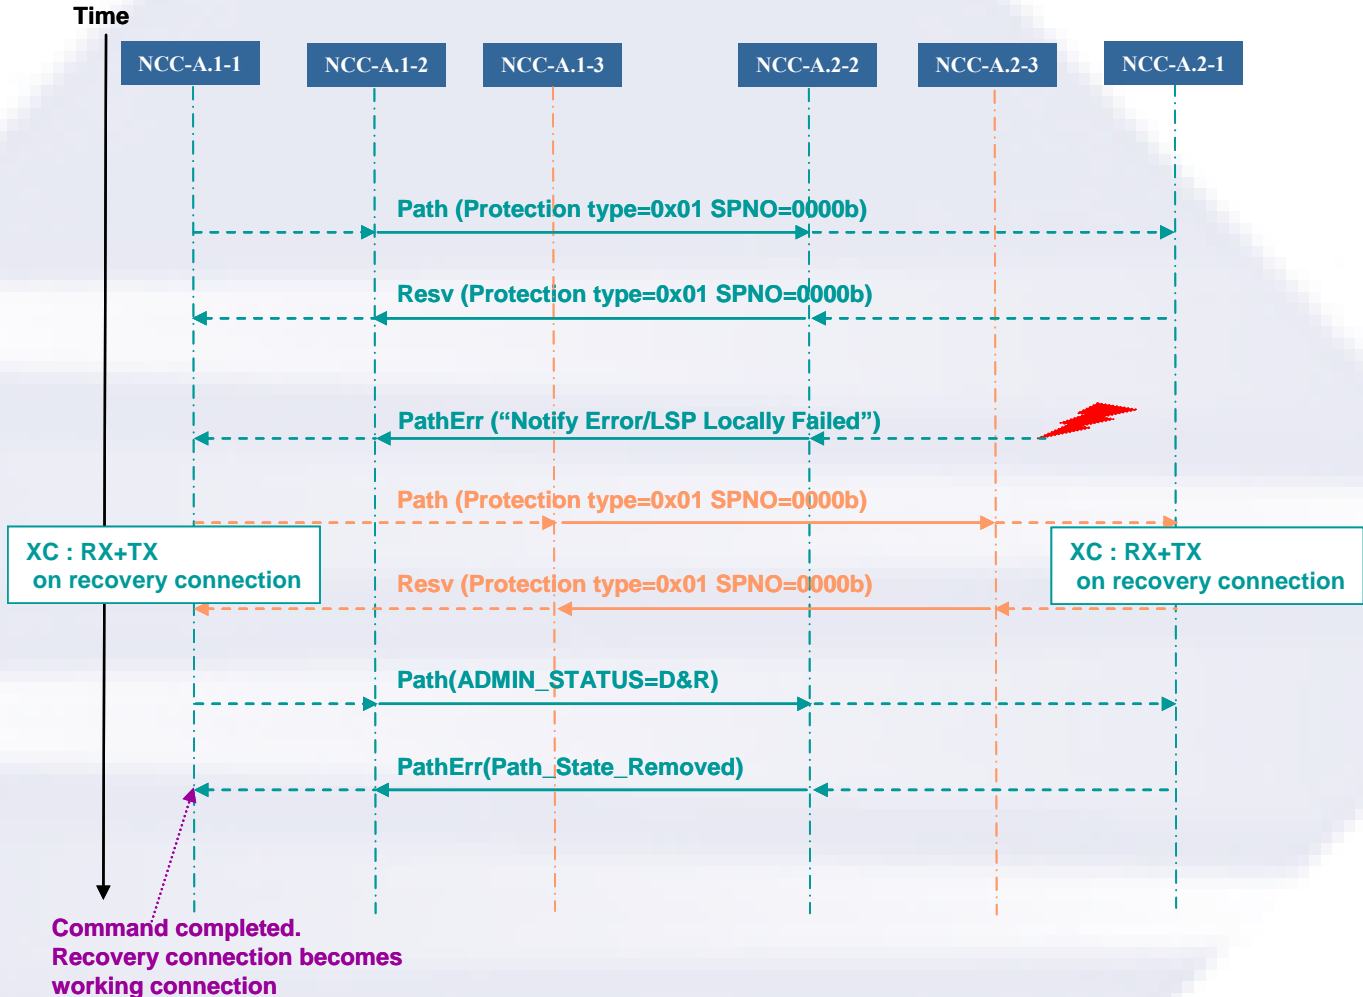 Time
NCC-A.1-1
NCC-A.1-2
NCC-A.1-3
NCC-A.2-2
NCC-A.2-3
NCC-A.2-1
Path (Protection type=0x01 SPNO=0000b)
Resv (Protection type=0x01 SPNO=0000b)
PathErr (“Notify Error/LSP Locally Failed”)
Path (Protection type=0x01 SPNO=0000b)
XC : RX+TX
on recovery connection
XC : RX+TX
on recovery connection
Resv (Protection type=0x01 SPNO=0000b)
Path(ADMIN_STATUS=D&R)
PathErr(Path_State_Removed)
Command completed.
Recovery connection becomes
working connection